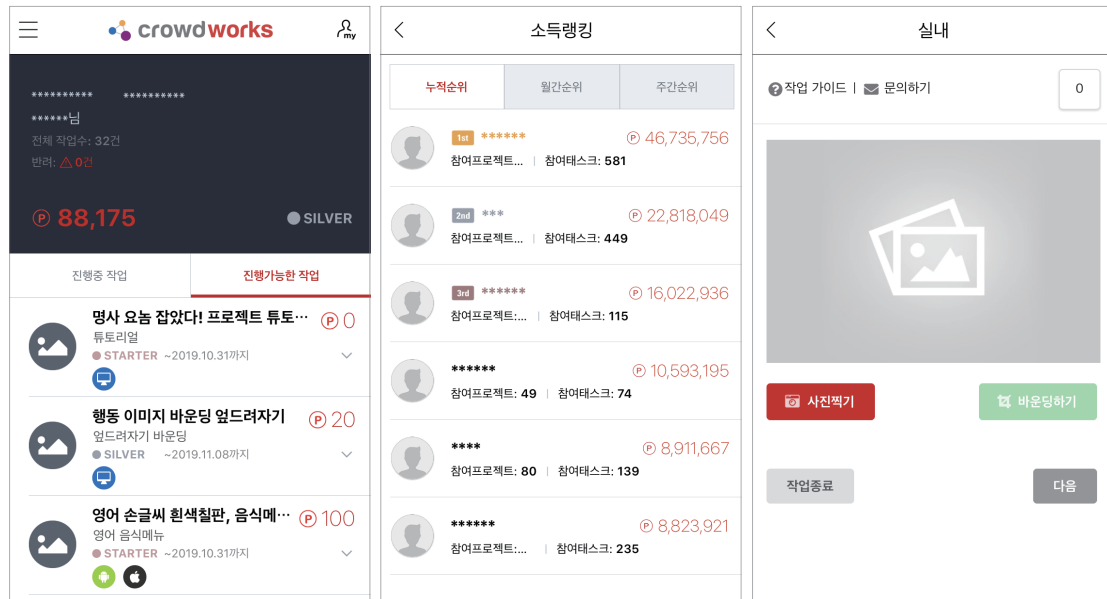 crowdworks
my
********** **********
******님
전체 작업수: 32건
반려: 0건
P 88,175
SILVER
진행중 작업
진행가능한 작업
명사 요놈 잡았다! 프로젝트 튜토… P 0
튜토리얼
STARTER ~2019.10.31까지
행동 이미지 바운딩 엎드려자기 P 20
엎드려자기 바운딩
SILVER ~2019.11.08까지
영어 손글씨 흰색칠판, 음식메… P 100
영어 음식메뉴
STARTER ~2019.10.31까지
소득랭킹
누적순위 월간순위 주간순위
1st ****** P 46,735,756
참여프로젝트… | 참여태스크: 581
2nd *** P 22,818,049
참여프로젝트… | 참여태스크: 449
3rd ****** P 16,022,936
참여프로젝트:… | 참여태스크: 115
****** P 10,593,195
참여프로젝트: 49 | 참여태스크: 74
**** P 8,911,667
참여프로젝트: 80 | 참여태스크: 139
****** P 8,823,921
참여프로젝트:… | 참여태스크: 235
실내
작업 가이드 | 문의하기
0
사진찍기
바운딩하기
작업종료
다음